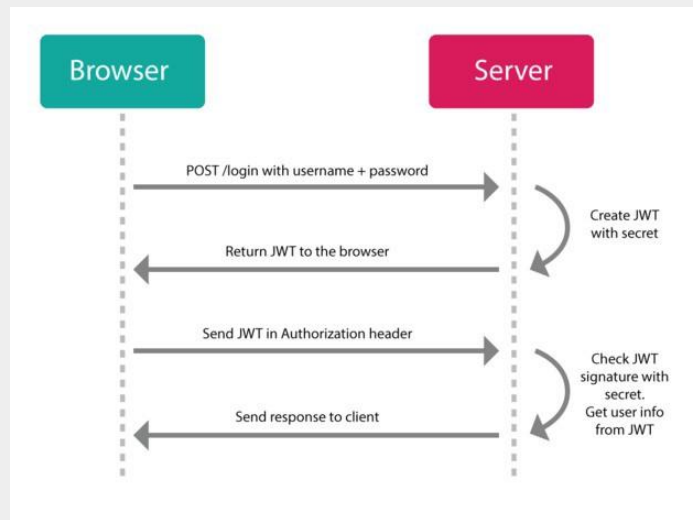 Browser
Server
POST /login with username + password
Create JWT
with secret
Return JWT to the browser
Send JWT in Authorization header
Check JWT
signature with
secret.
Get user info
from JWT
Send response to client